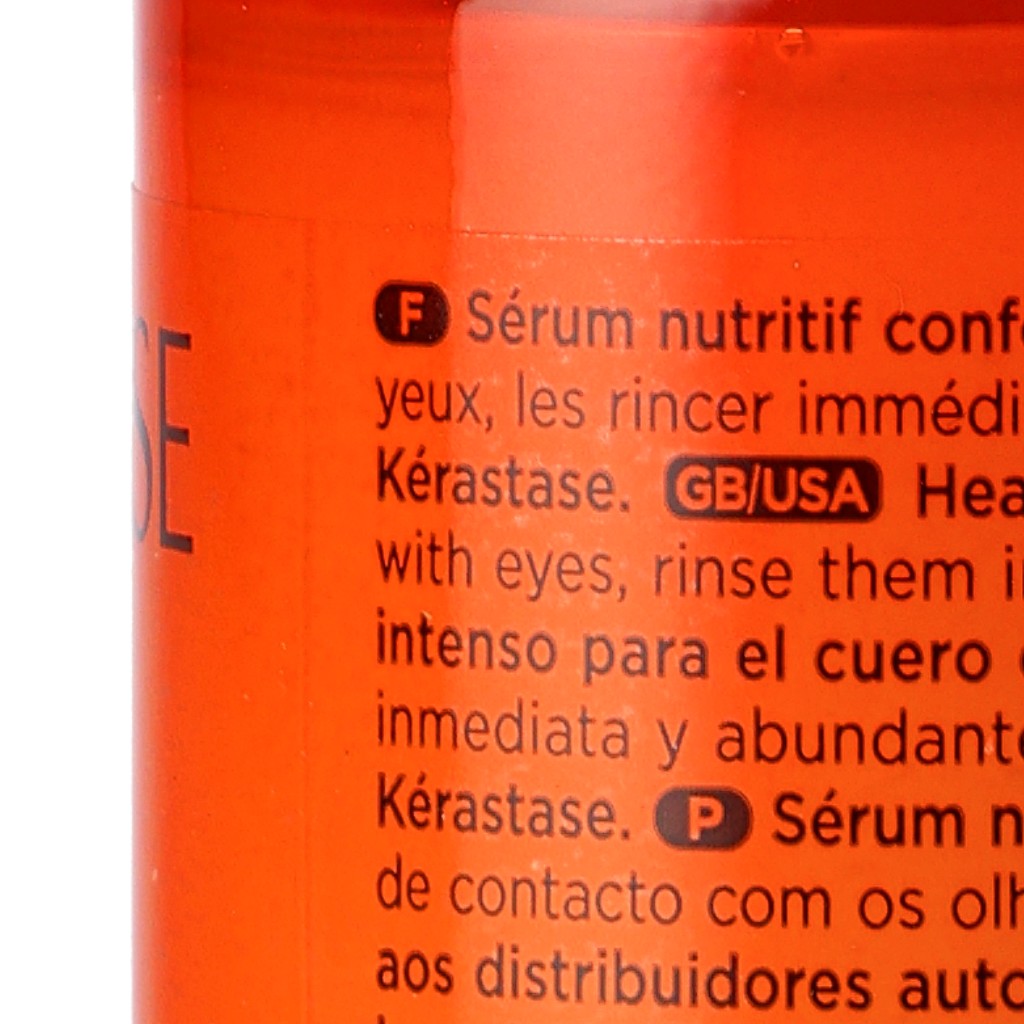 SE
F Sérum nutritif conf
yeux, les rincer immédi
Kérastase. GB/USA Hea
with eyes, rinse them i
intenso para el cuero
inmediata y abundant
Kérastase. P Sérum n
de contacto com os olh
aos distribuidores auto